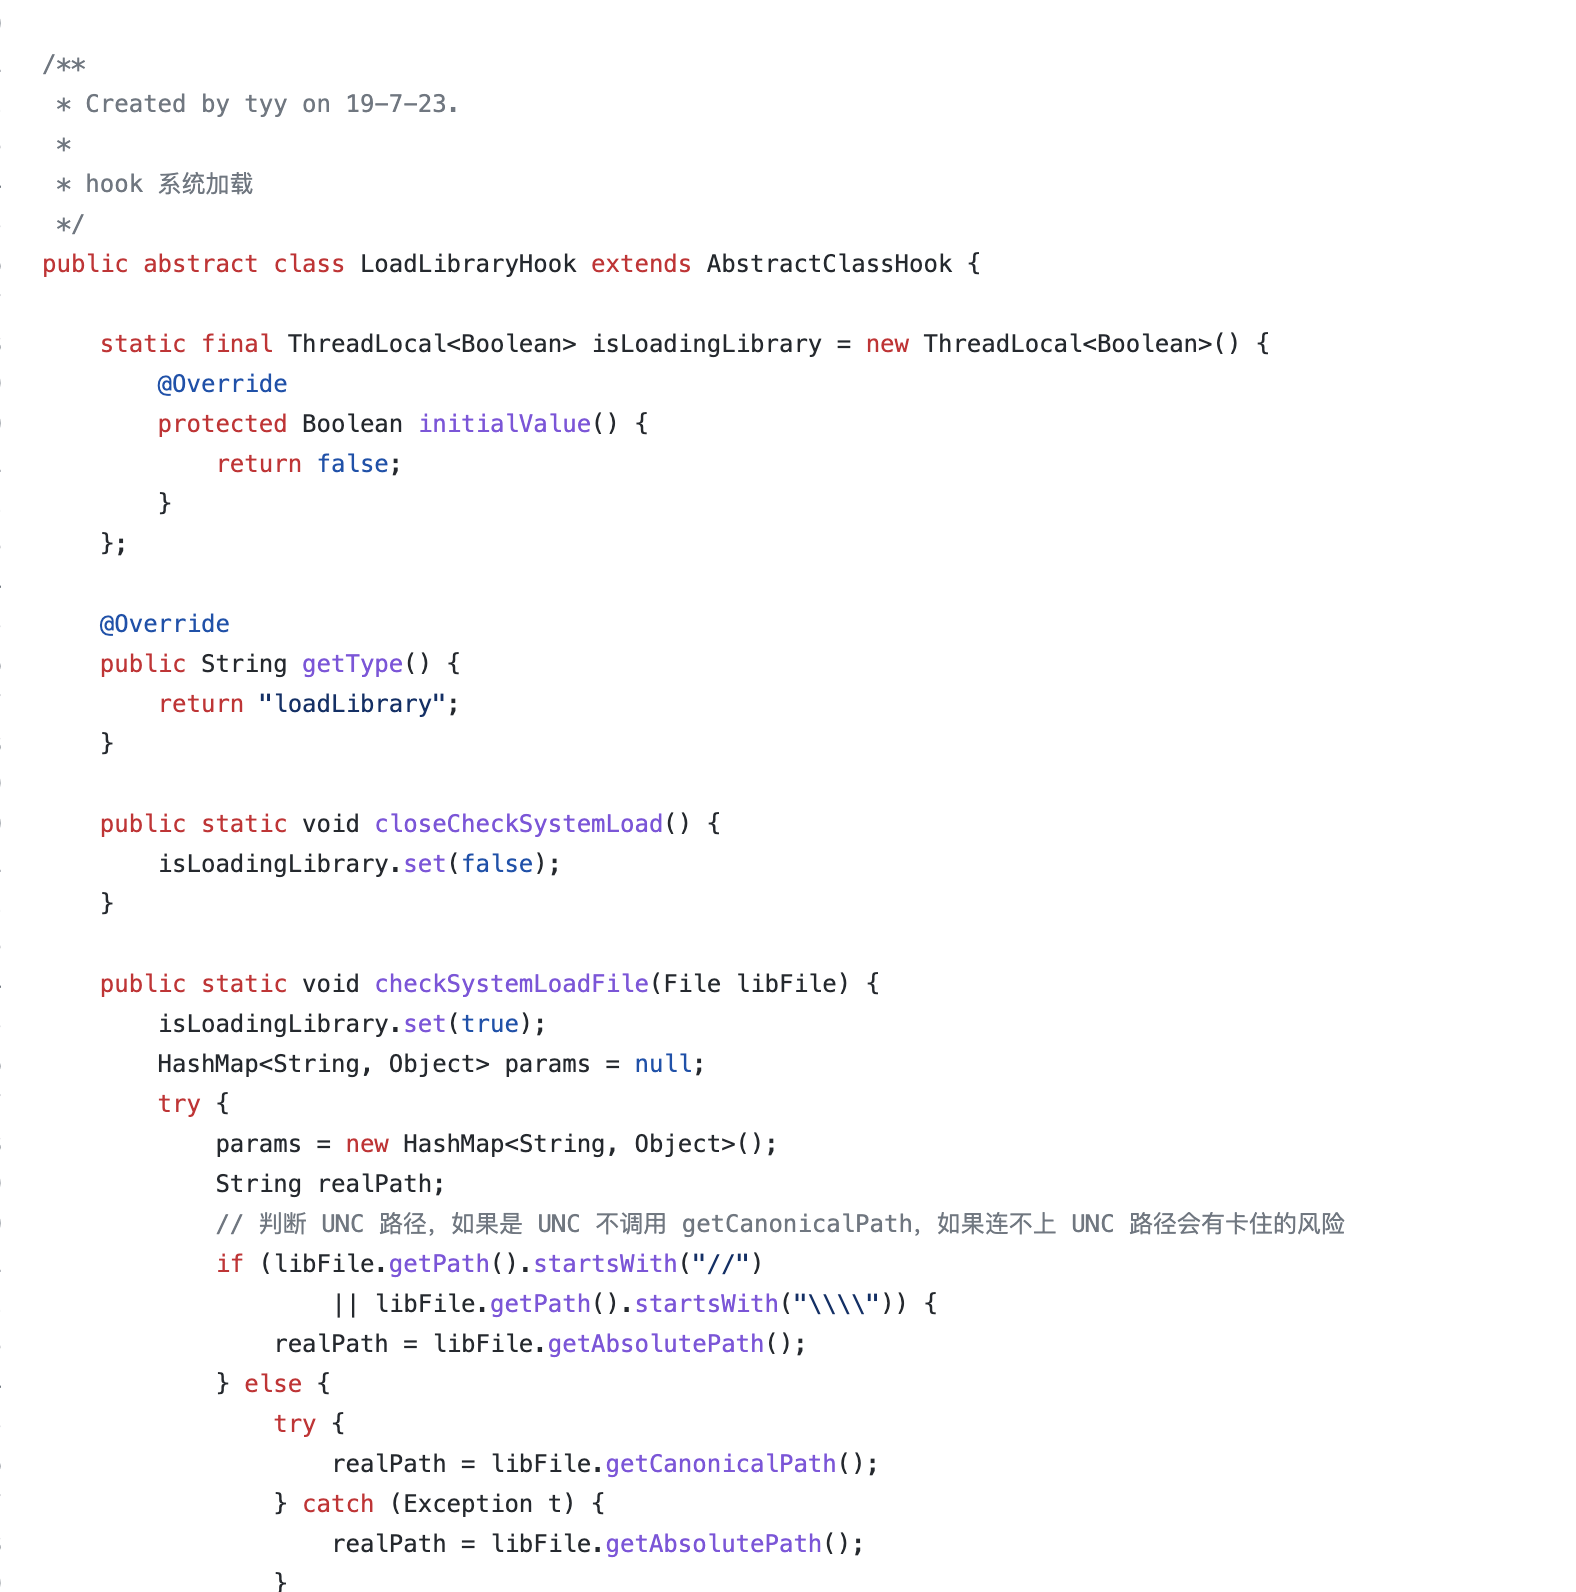 /**
 * Created by tyy on 19-7-23.
 *
 * hook 系统加载
 */
public abstract class LoadLibraryHook extends AbstractClassHook {

    static final ThreadLocal<Boolean> isLoadingLibrary = new ThreadLocal<Boolean>() {
        @Override
        protected Boolean initialValue() {
            return false;
        }
    };

    @Override
    public String getType() {
        return "loadLibrary";
    }

    public static void closeCheckSystemLoad() {
        isLoadingLibrary.set(false);
    }

    public static void checkSystemLoadFile(File libFile) {
        isLoadingLibrary.set(true);
        HashMap<String, Object> params = null;
        try {
            params = new HashMap<String, Object>();
            String realPath;
            // 判断 UNC 路径，如果是 UNC 不调用 getCanonicalPath，如果连不上 UNC 路径会有卡住的风险
            if (libFile.getPath().startsWith("//")
                    || libFile.getPath().startsWith("\\\\")) {
                realPath = libFile.getAbsolutePath();
            } else {
                try {
                    realPath = libFile.getCanonicalPath();
                } catch (Exception t) {
                    realPath = libFile.getAbsolutePath();
                }